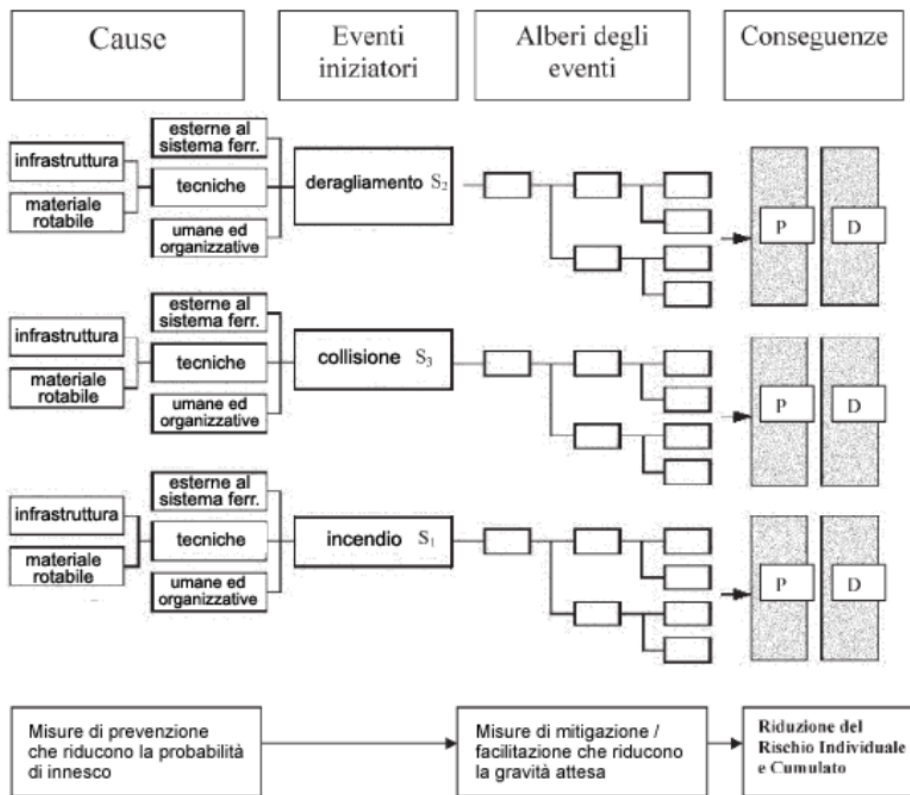 Cause
Eventi
iniziatori
Alberi degli
eventi
Conseguenze
infrastruttura
materiale
rotabile
esterne al
sistema ferr.
tecniche
umane ed
organizzative
deragliamento S2
P
D
infrastruttura
materiale
rotabile
esterne al
sistema ferr.
tecniche
umane ed
organizzative
collisione S3
P
D
infrastruttura
materiale
rotabile
esterne al
sistema ferr.
tecniche
umane ed
organizzative
incendio S1
P
D
Misure di prevenzione
che riducono la probabilità
di innesco
Misure di mitigazione /
facilitazione che riducono
la gravità attesa
Riduzione del
Rischio Individuale
e Cumulato